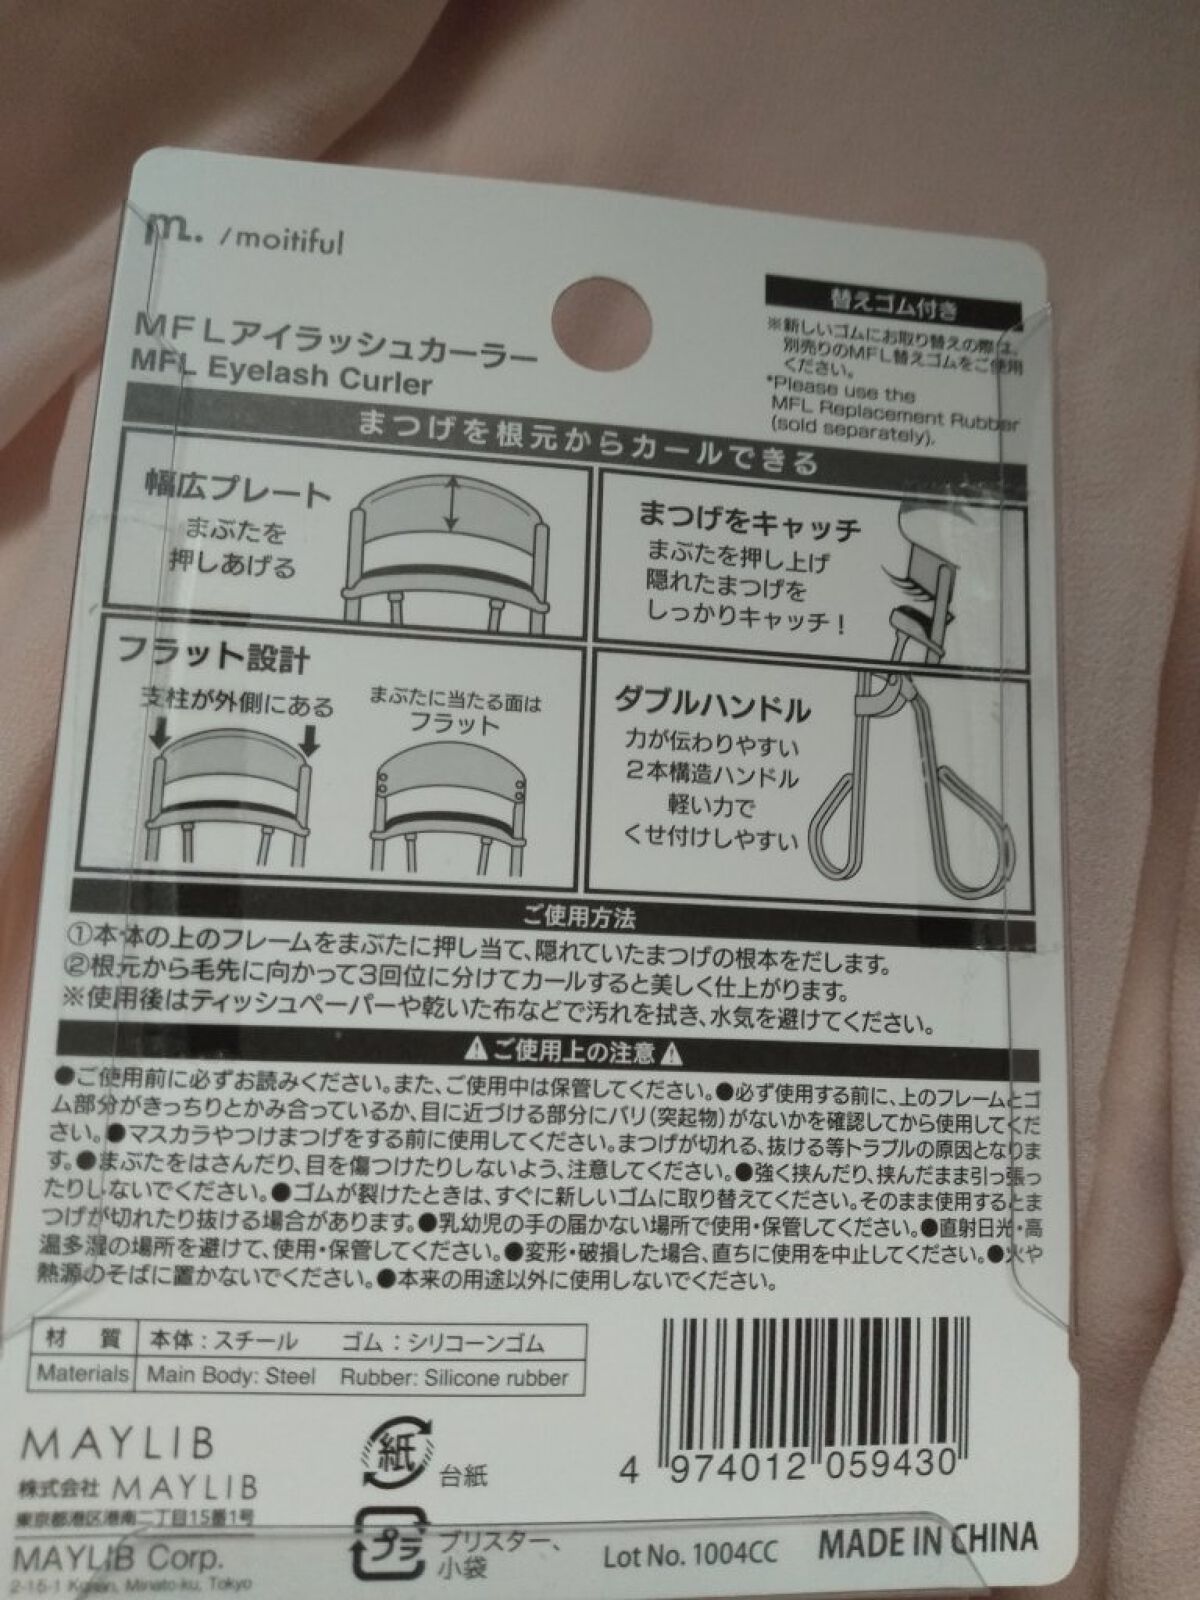 m. /moitiful
MFLアイラッシュカーラー
MFL Eyelash Curler
替えゴム付き
※新しいゴムにお取り替えの際は、
別売りのMFL替えゴムをご使用
ください。
*Please use the
MFL Replacement Rubber
(sold separately).
まつげを根元からカールできる
幅広プレート
まぶたを
押しあげる
まつげをキャッチ
まぶたを押し上げ
隠れたまつげを
しっかりキャッチ!
フラット設計
支柱が外側にある
まぶたに当たる面は
フラット
ダブルハンドル
力が伝わりやすい
2本構造ハンドル
軽い力で
くせ付けしやすい
ご使用方法
①本体の上のフレームをまぶたに押し当て、隠れていたまつげの根本をだします。
②根元から毛先に向かって3回位に分けてカールすると美しく仕上がります。
※使用後はティッシュペーパーや乾いた布などで汚れを拭き、水気を避けてください。
⚠ご使用上の注意⚠
●ご使用前に必ずお読みください。また、ご使用中は保管してください。●必ず使用する前に、上のフレームとゴ
ム部分がきっちりとかみ合っているか、目に近づける部分にバリ(突起物)がないかを確認してから使用してくだ
さい。●マスカラやつけまつげをする前に使用してください。まつげが切れる、抜ける等トラブルの原因となりま
す。●まぶたをはさんだり、目を傷つけたりしないよう、注意してください。●強く挟んだり、挟んだまま引っ張っ
たりしないでください。●ゴムが裂けたときは、すぐに新しいゴムに取り替えてください。そのまま使用するとま
つげが切れたり抜ける場合があります。●乳幼児の手の届かない場所で使用・保管してください。●直射日光・高
温多湿の場所を避けて、使用・保管してください。●変形・破損した場合、直ちに使用を中止してください。●火や
熱源のそばに置かないでください。●本来の用途以外に使用しないでください。
材 質 本体:スチール ゴム:シリコーンゴム
Materials Main Body: Steel Rubber: Silicone rubber
MAYLIB
株式会社 MAYLIB
東京都港区港南二丁目15番1号
MAYLIB Corp.
2-15-1 Konan, Minato-ku, Tokyo
紙
台紙
プラ
ブリスター、
小袋
4 974012 059430
Lot No. 1004CC
MADE IN CHINA